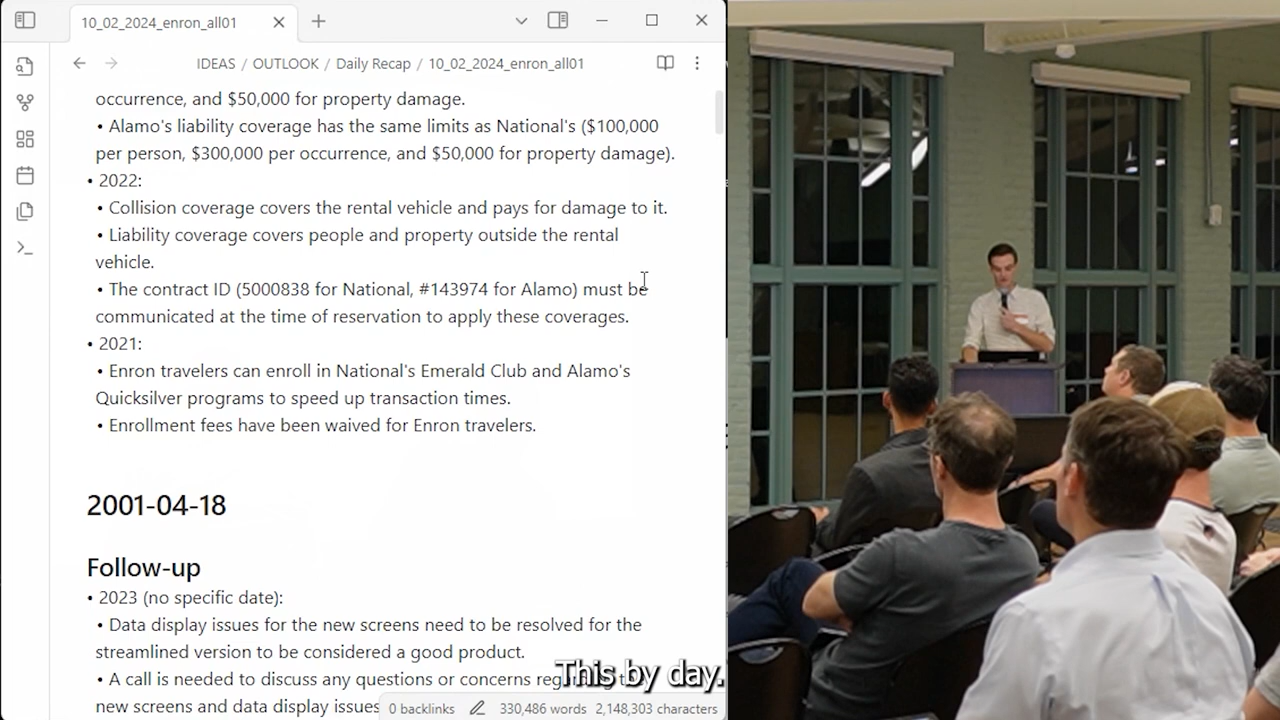 10_02_2024_enron_all01
IDEAS / OUTLOOK / Daily Recap / 10_02_2024_enron_all01
occurrence, and $50,000 for property damage.
• Alamo's liability coverage has the same limits as National's ($100,000
per person, $300,000 per occurrence, and $50,000 for property damage).
• 2022:
• Collision coverage covers the rental vehicle and pays for damage to it.
• Liability coverage covers people and property outside the rental
vehicle.
• The contract ID (5000838 for National, #143974 for Alamo) must be
communicated at the time of reservation to apply these coverages.
• 2021:
• Enron travelers can enroll in National's Emerald Club and Alamo's
Quicksilver programs to speed up transaction times.
• Enrollment fees have been waived for Enron travelers.
2001-04-18
Follow-up
• 2023 (no specific date):
• Data display issues for the new screens need to be resolved for the
streamlined version to be considered a good product.
• A call is needed to discuss any questions or concerns
new screens and data display issues
This by day.
0 backlinks 330,486 words 2,148,303 characters